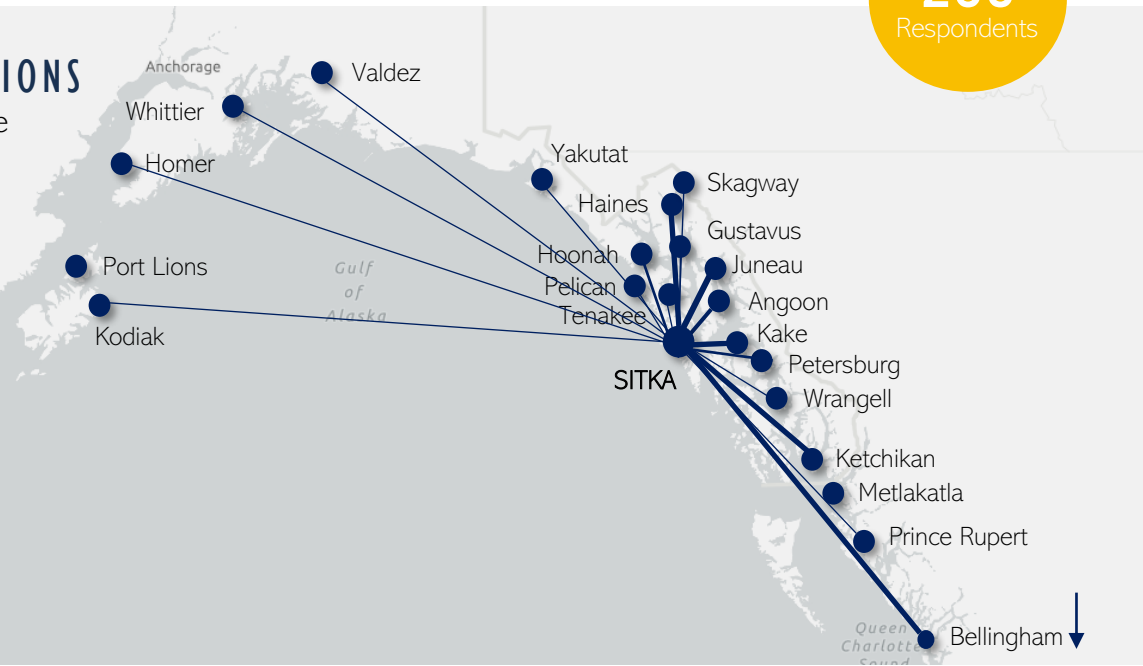 Respondents
IONS
e
Anchorage
Valdez
Whittier
Homer
Yakutat
Skagway
Haines
Gustavus
Hoonah
Juneau
Port Lions
Gulf
of
Alaska
Pelican
Angoon
Tenakee
Kake
Kodiak
Petersburg
SITKA
Wrangell
Ketchikan
Metlakatla
Prince Rupert
Queen
Charlotte
Sound
Bellingham